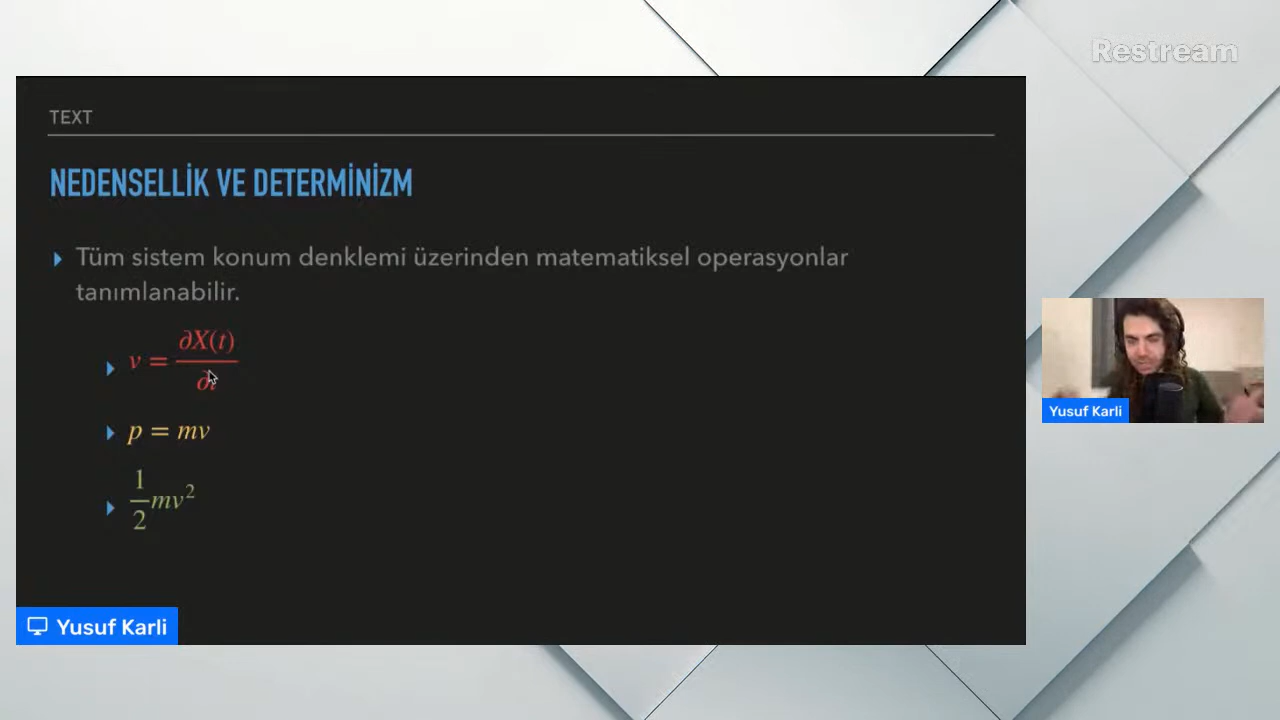 Restream
TEXT
NEDENSELLİK VE DETERMİNİZM
Tüm sistem konum denklemi üzerinden matematiksel operasyonlar
tanımlanabilir.
v = ∂X(t)/∂t
p = mv
1/2 mv²
Yusuf Karli
Yusuf Karli